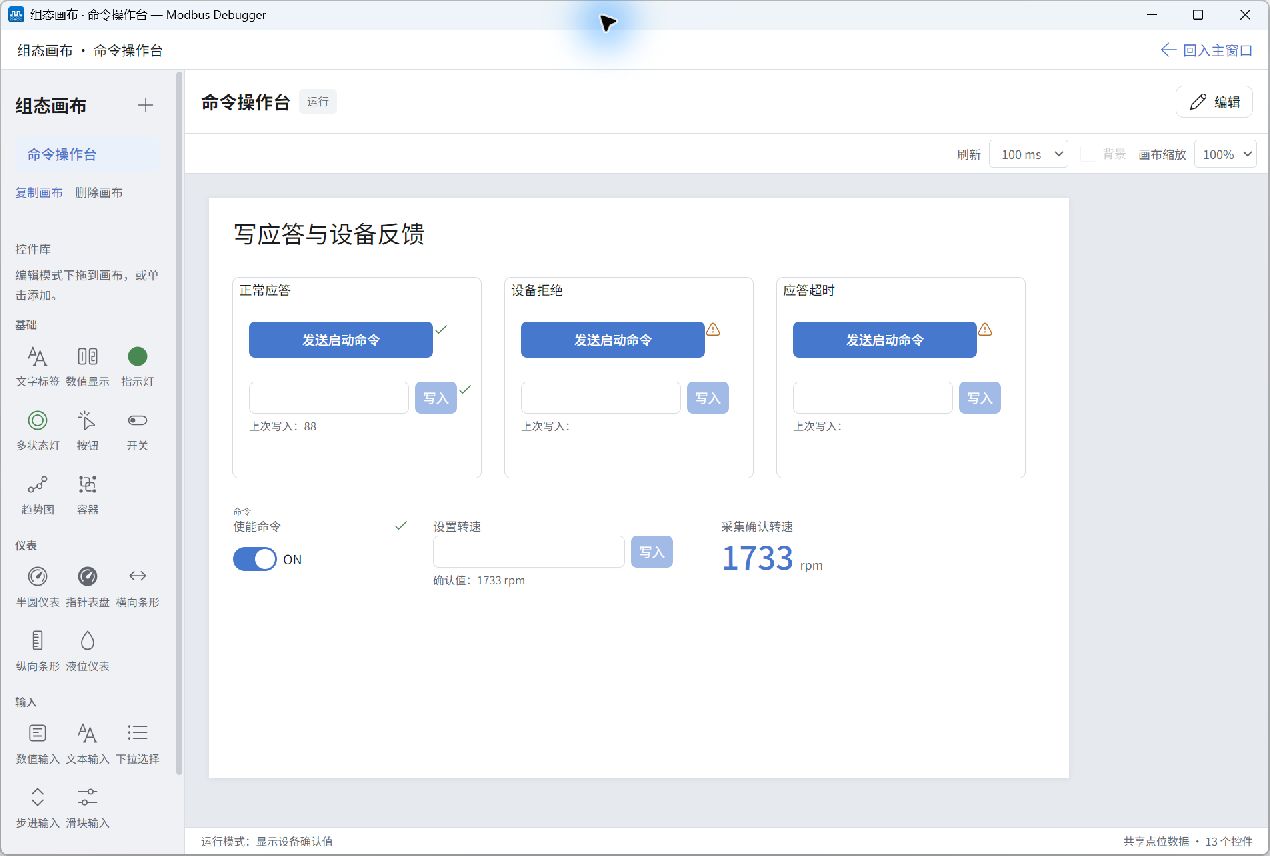 组态画布 · 命令操作台 — Modbus Debugger
组态画布 · 命令操作台
回入主窗口
组态画布
命令操作台
复制画布 删除画布
控件库
编辑模式下拖到画布，或单
击添加。
基础
文字标签 数值显示 指示灯
多状态灯 按钮 开关
趋势图 容器
仪表
半圆仪表 指针表盘 横向条形
纵向条形 液位仪表
输入
数值输入 文本输入 下拉选择
步进输入 滑块输入
命令操作台 运行
编辑
刷新 100 ms 背景 画布缩放 100%
写应答与设备反馈
正常应答
发送启动命令
写入
上次写入：88
设备拒绝
发送启动命令
写入
上次写入：
应答超时
发送启动命令
写入
上次写入：
命令
使能命令
ON
设置转速
写入
确认值：1733 rpm
采集确认转速
1733 rpm
运行模式：显示设备确认值
共享点位数据 · 13 个控件